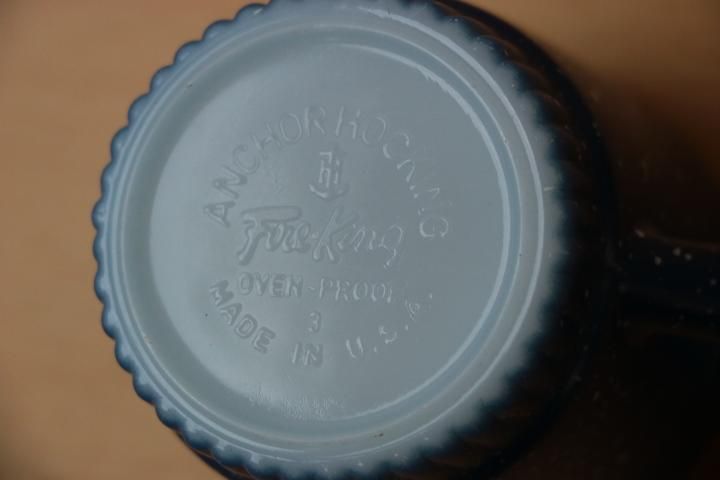 ANCHOR HOCKING
Fire-King
OVEN-PROOF
3
MADE IN U.S.A.